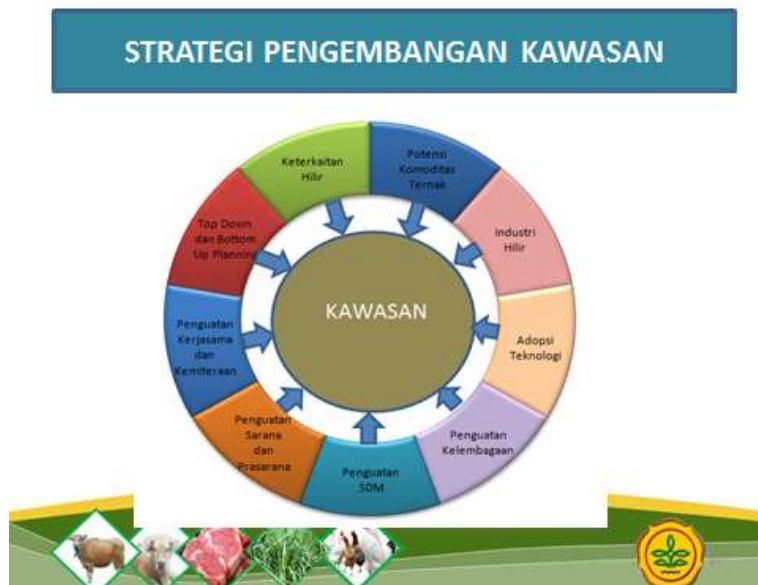 STRATEGI PENGEMBANGAN KAWASAN
Keterkaitan
Hilir
Potensi
Komoditas
Ternak
Industri
Hilir
Adopsi
Teknologi
Penguatan
Kelembagaan
Penguatan
SDM
Penguatan
Sarana
dan
Prasarana
Penguatan
Kerjasama
dan
Kemiteraan
Top Down
dan Bottom
Up Planning
KAWASAN